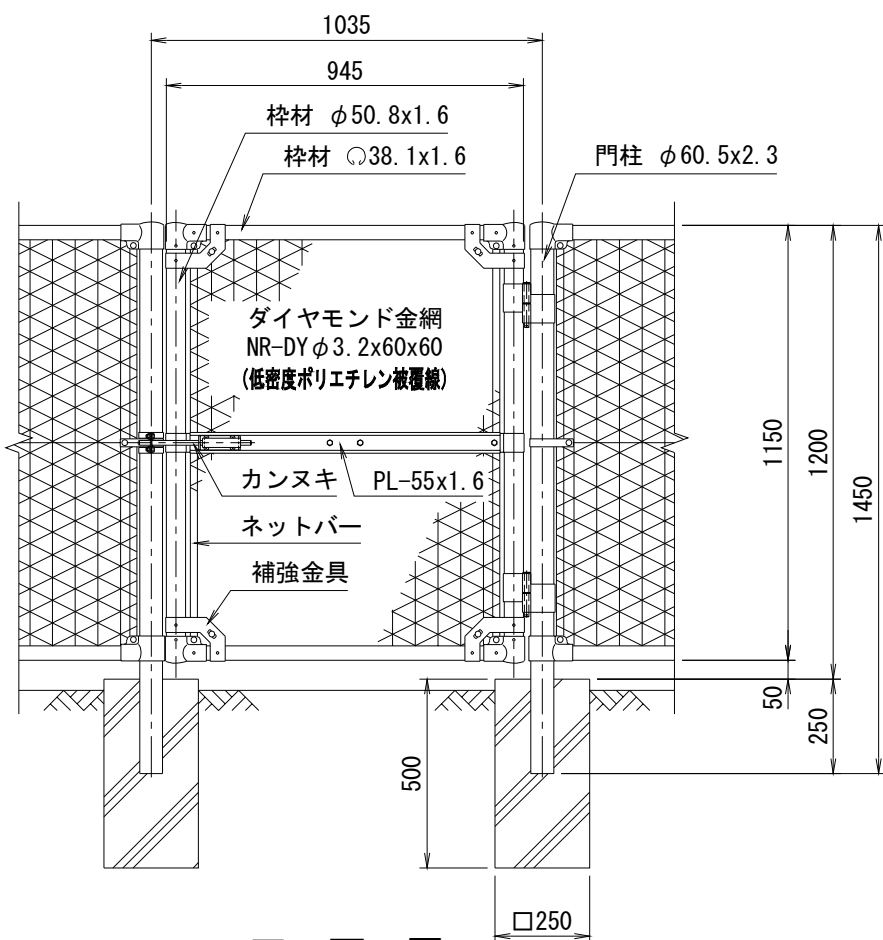 1035
945
枠材 φ50.8x1.6
枠材 38.1x1.6
門柱 φ60.5x2.3
ダイヤモンド金網
NR-DYφ3.2x60x60
(低密度ポリエチレン被覆線)
カンヌキ
PL-55x1.6
ネットバー
補強金具
1150
1200
1450
50
250
500
□250